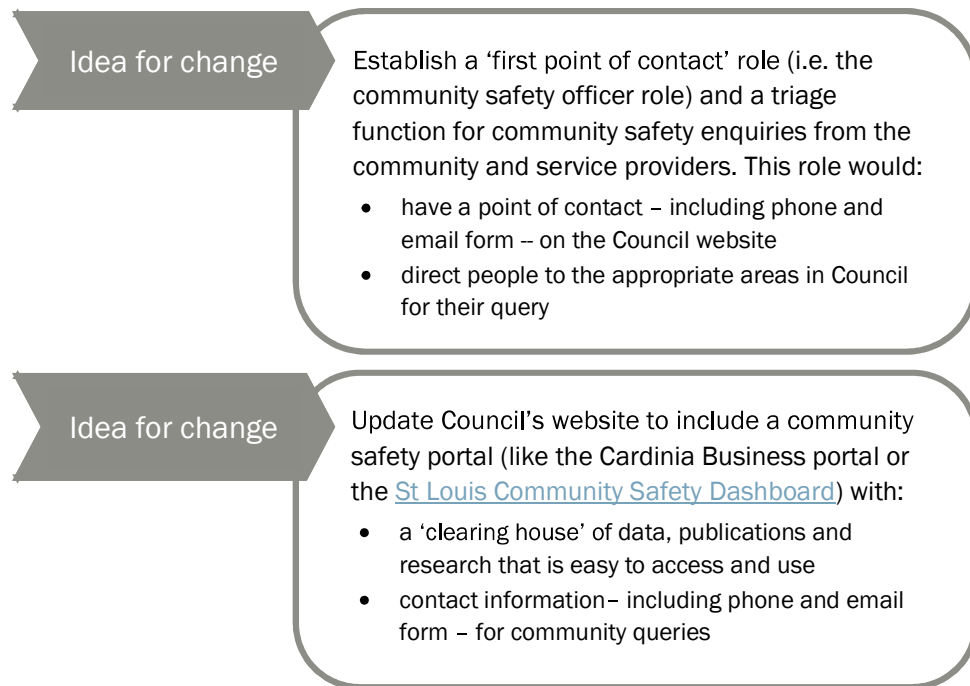 Idea for change
Establish a ‘first point of contact’ role (i.e. the
community safety officer role) and a triage
function for community safety enquiries from the
community and service providers. This role would:
• have a point of contact – including phone and
email form -- on the Council website
• direct people to the appropriate areas in Council
for their query
Idea for change
Update Council’s website to include a community
safety portal (like the Cardinia Business portal or
the St Louis Community Safety Dashboard) with:
• a ‘clearing house’ of data, publications and
research that is easy to access and use
• contact information– including phone and email
form – for community queries